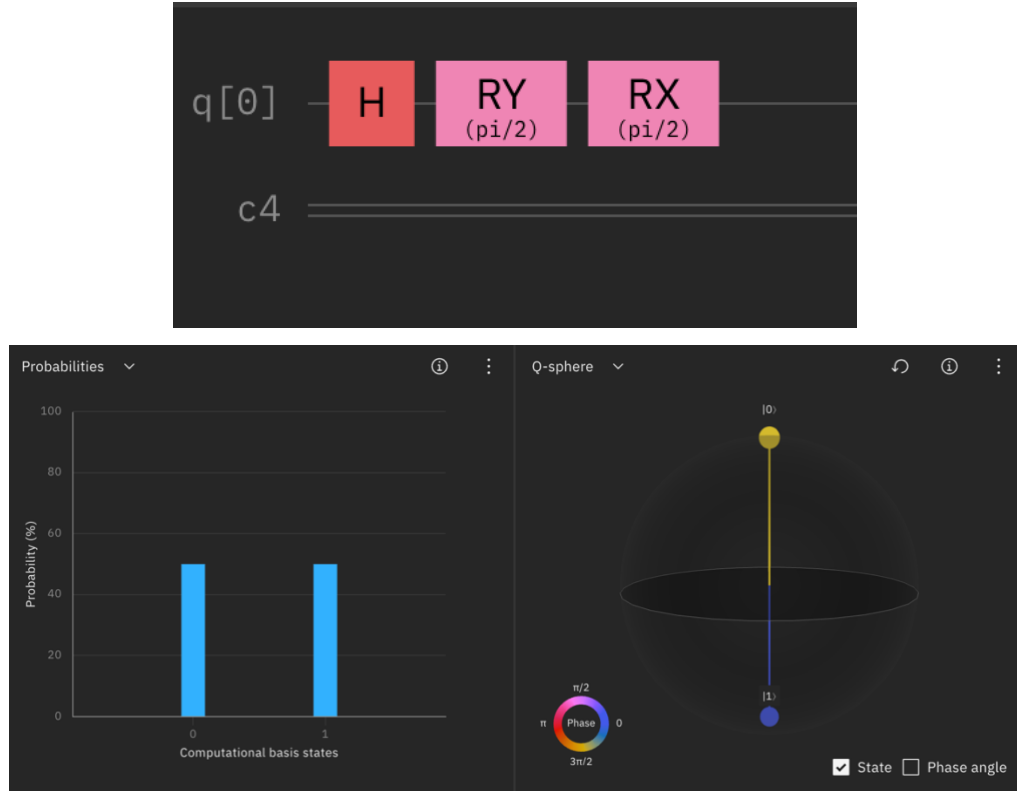 q[0] H RY RX
(pi/2) (pi/2)
c4
Probabilities
Q-sphere
100
80
60
40
20
0
Probability (%)
0 1
Computational basis states
|0⟩
|1⟩
π/2
π Phase 0
3π/2
State Phase angle